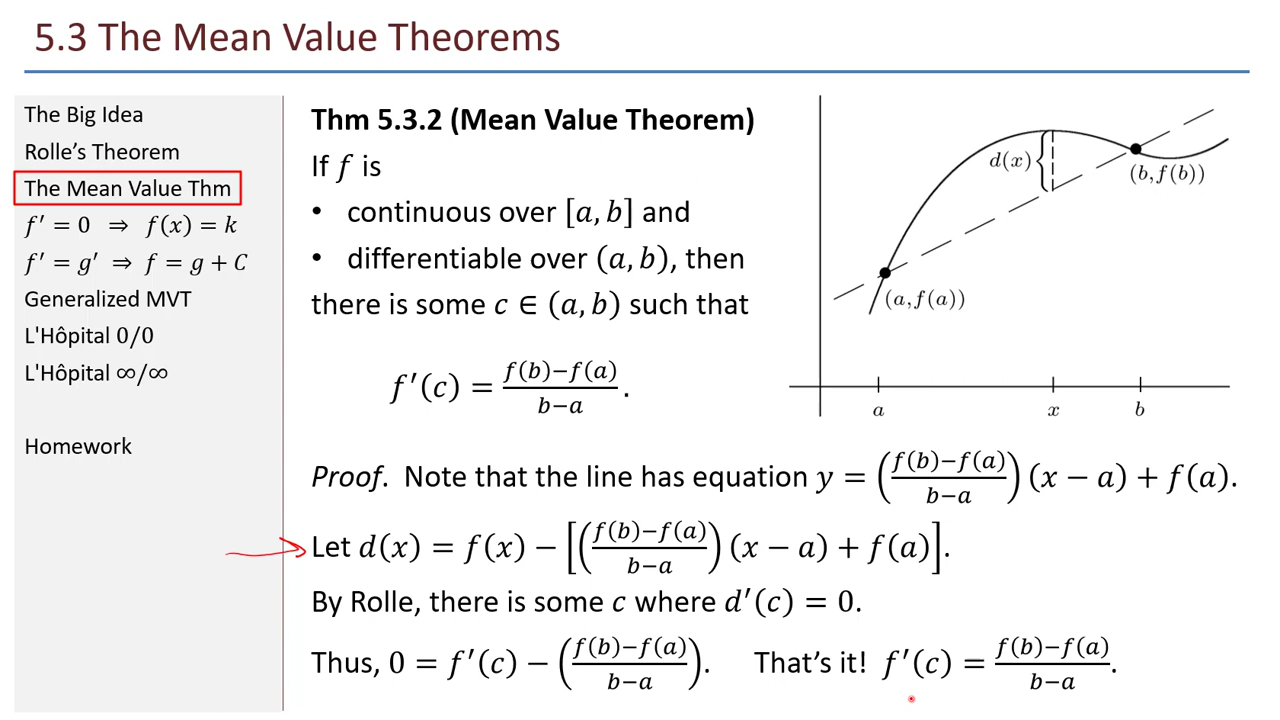 5.3 The Mean Value Theorems
The Big Idea
Rolle’s Theorem
The Mean Value Thm
f′ = 0 ⇒ f(x) = k
f′ = g′ ⇒ f = g + C
Generalized MVT
L'Hôpital 0/0
L'Hôpital ∞/∞
Homework
Thm 5.3.2 (Mean Value Theorem)
If f is
• continuous over [a, b] and
• differentiable over (a, b), then
there is some c ∈ (a, b) such that
f′(c) = (f(b)−f(a))/(b−a).
d(x)
(b, f(b))
(a, f(a))
a x b
Proof. Note that the line has equation y = ((f(b)−f(a))/(b−a)) (x − a) + f(a).
Let d(x) = f(x) − [((f(b)−f(a))/(b−a)) (x − a) + f(a)].
By Rolle, there is some c where d′(c) = 0.
Thus, 0 = f′(c) − ((f(b)−f(a))/(b−a)). That’s it! f′(c) = (f(b)−f(a))/(b−a).